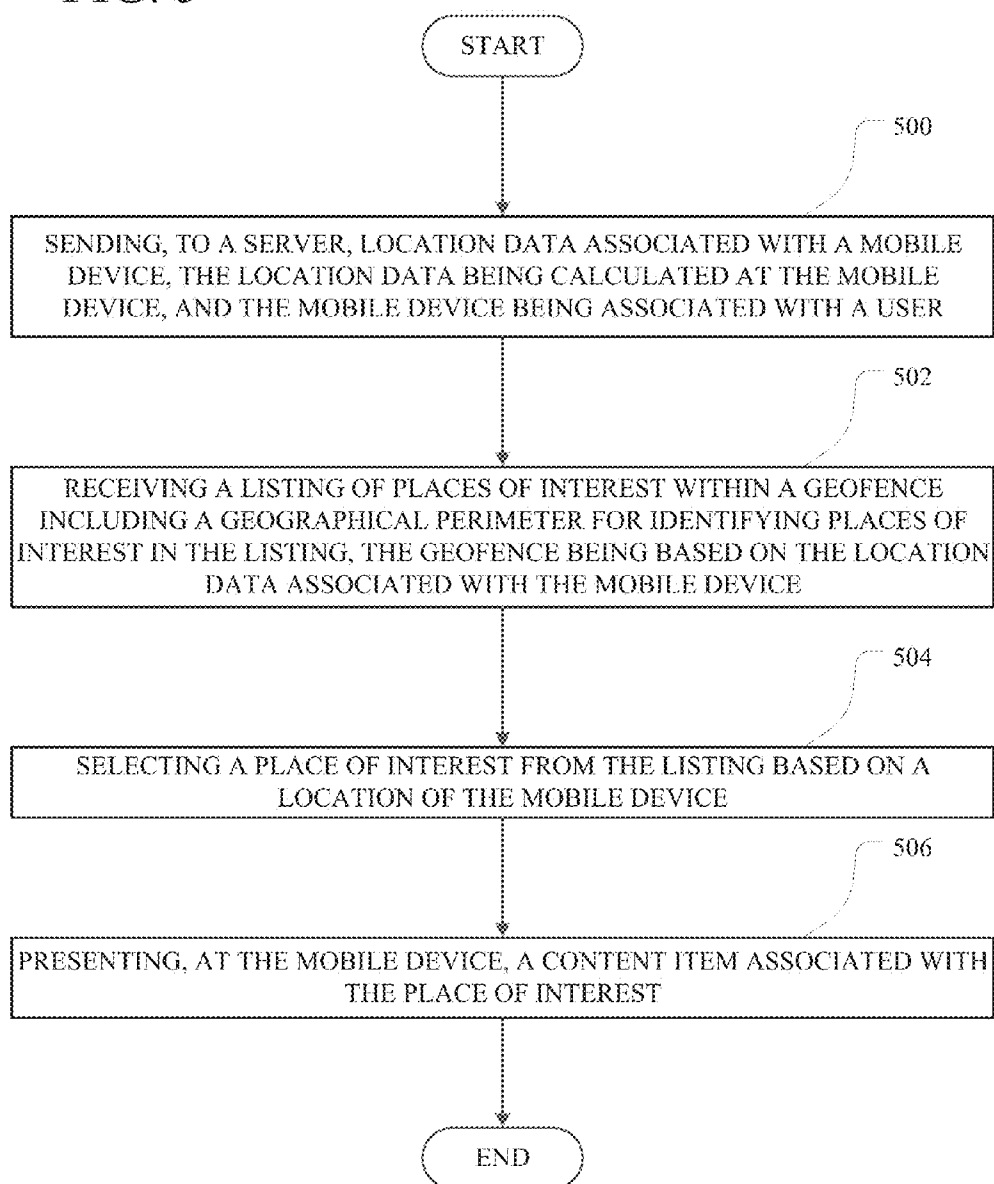 START
500
SENDING, TO A SERVER, LOCATION DATA ASSOCIATED WITH A MOBILE
DEVICE, THE LOCATION DATA BEING CALCULATED AT THE MOBILE
DEVICE, AND THE MOBILE DEVICE BEING ASSOCIATED WITH A USER
502
RECEIVING A LISTING OF PLACES OF INTEREST WITHIN A GEOFENCE
INCLUDING A GEOGRAPHICAL PERIMETER FOR IDENTIFYING PLACES OF
INTEREST IN THE LISTING, THE GEOFENCE BEING BASED ON THE LOCATION
DATA ASSOCIATED WITH THE MOBILE DEVICE
504
SELECTING A PLACE OF INTEREST FROM THE LISTING BASED ON A
LOCATION OF THE MOBILE DEVICE
506
PRESENTING, AT THE MOBILE DEVICE, A CONTENT ITEM ASSOCIATED WITH
THE PLACE OF INTEREST
END